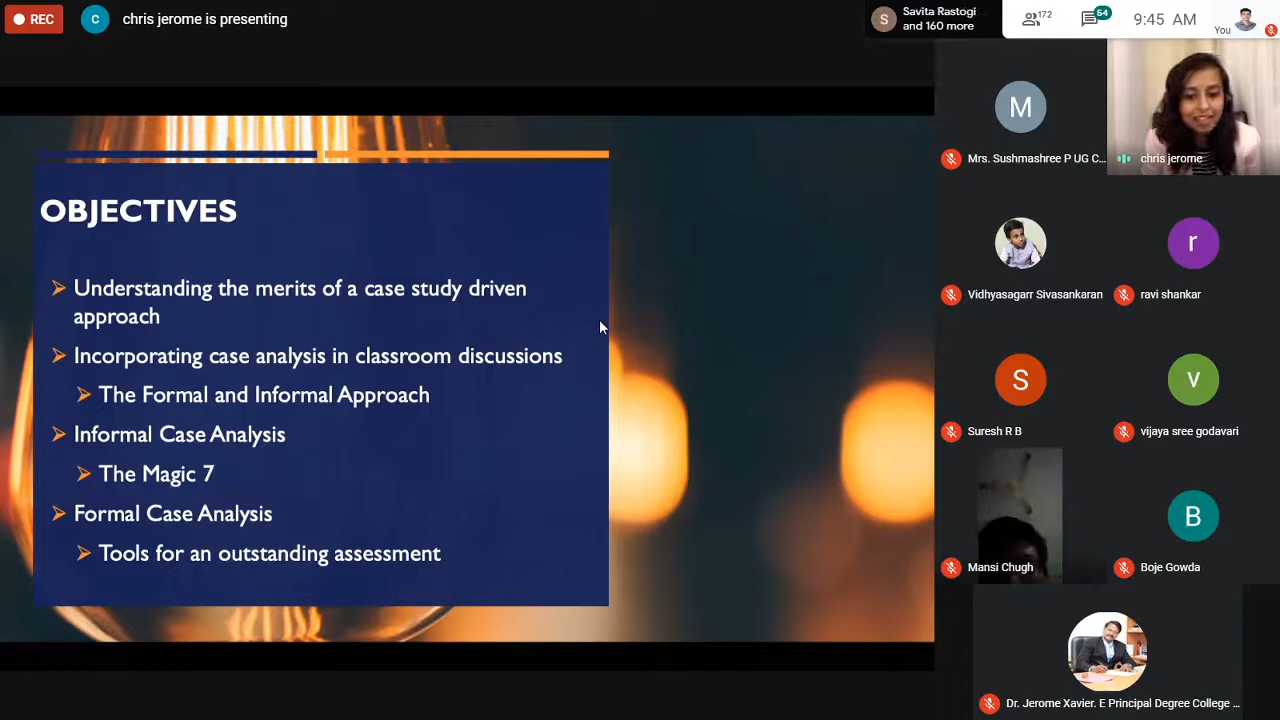 REC
C
chris jerome is presenting
S
Savita Rastogi
and 160 more
172
64
9:45 AM
You
OBJECTIVES
Understanding the merits of a case study driven
approach
Incorporating case analysis in classroom discussions
The Formal and Informal Approach
Informal Case Analysis
The Magic 7
Formal Case Analysis
Tools for an outstanding assessment
M
Mrs. Sushmashree P UG C...
chris jerome
Vidhyasagarr Sivasankaran
r
ravi shankar
S
Suresh R B
v
vijaya sree godavari
Mansi Chugh
B
Boje Gowda
Dr. Jerome Xavier. E Principal Degree College ...